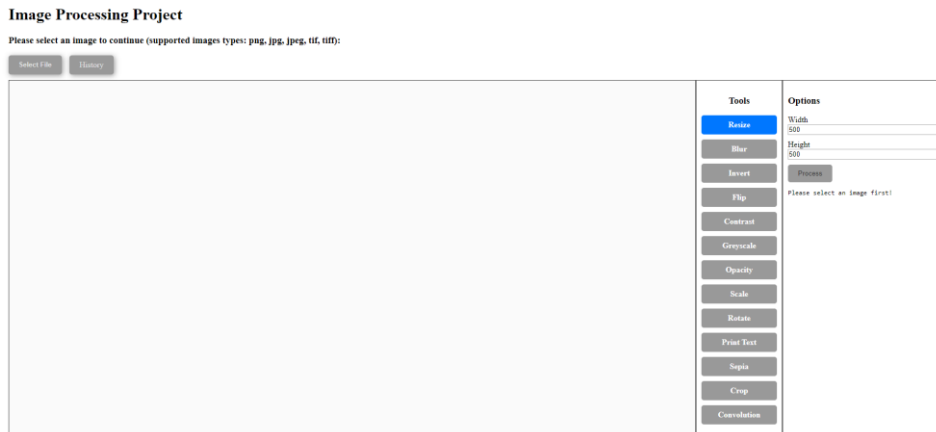 Image Processing Project
Please select an image to continue (supported images types: png, jpg, jpeg, tif, tiff):
Select File
History
Tools
Resize
Blur
Invert
Flip
Contrast
Greyscale
Opacity
Scale
Rotate
Print Text
Sepia
Crop
Convolution
Options
Width
500
Height
500
Process
Please select an image first!